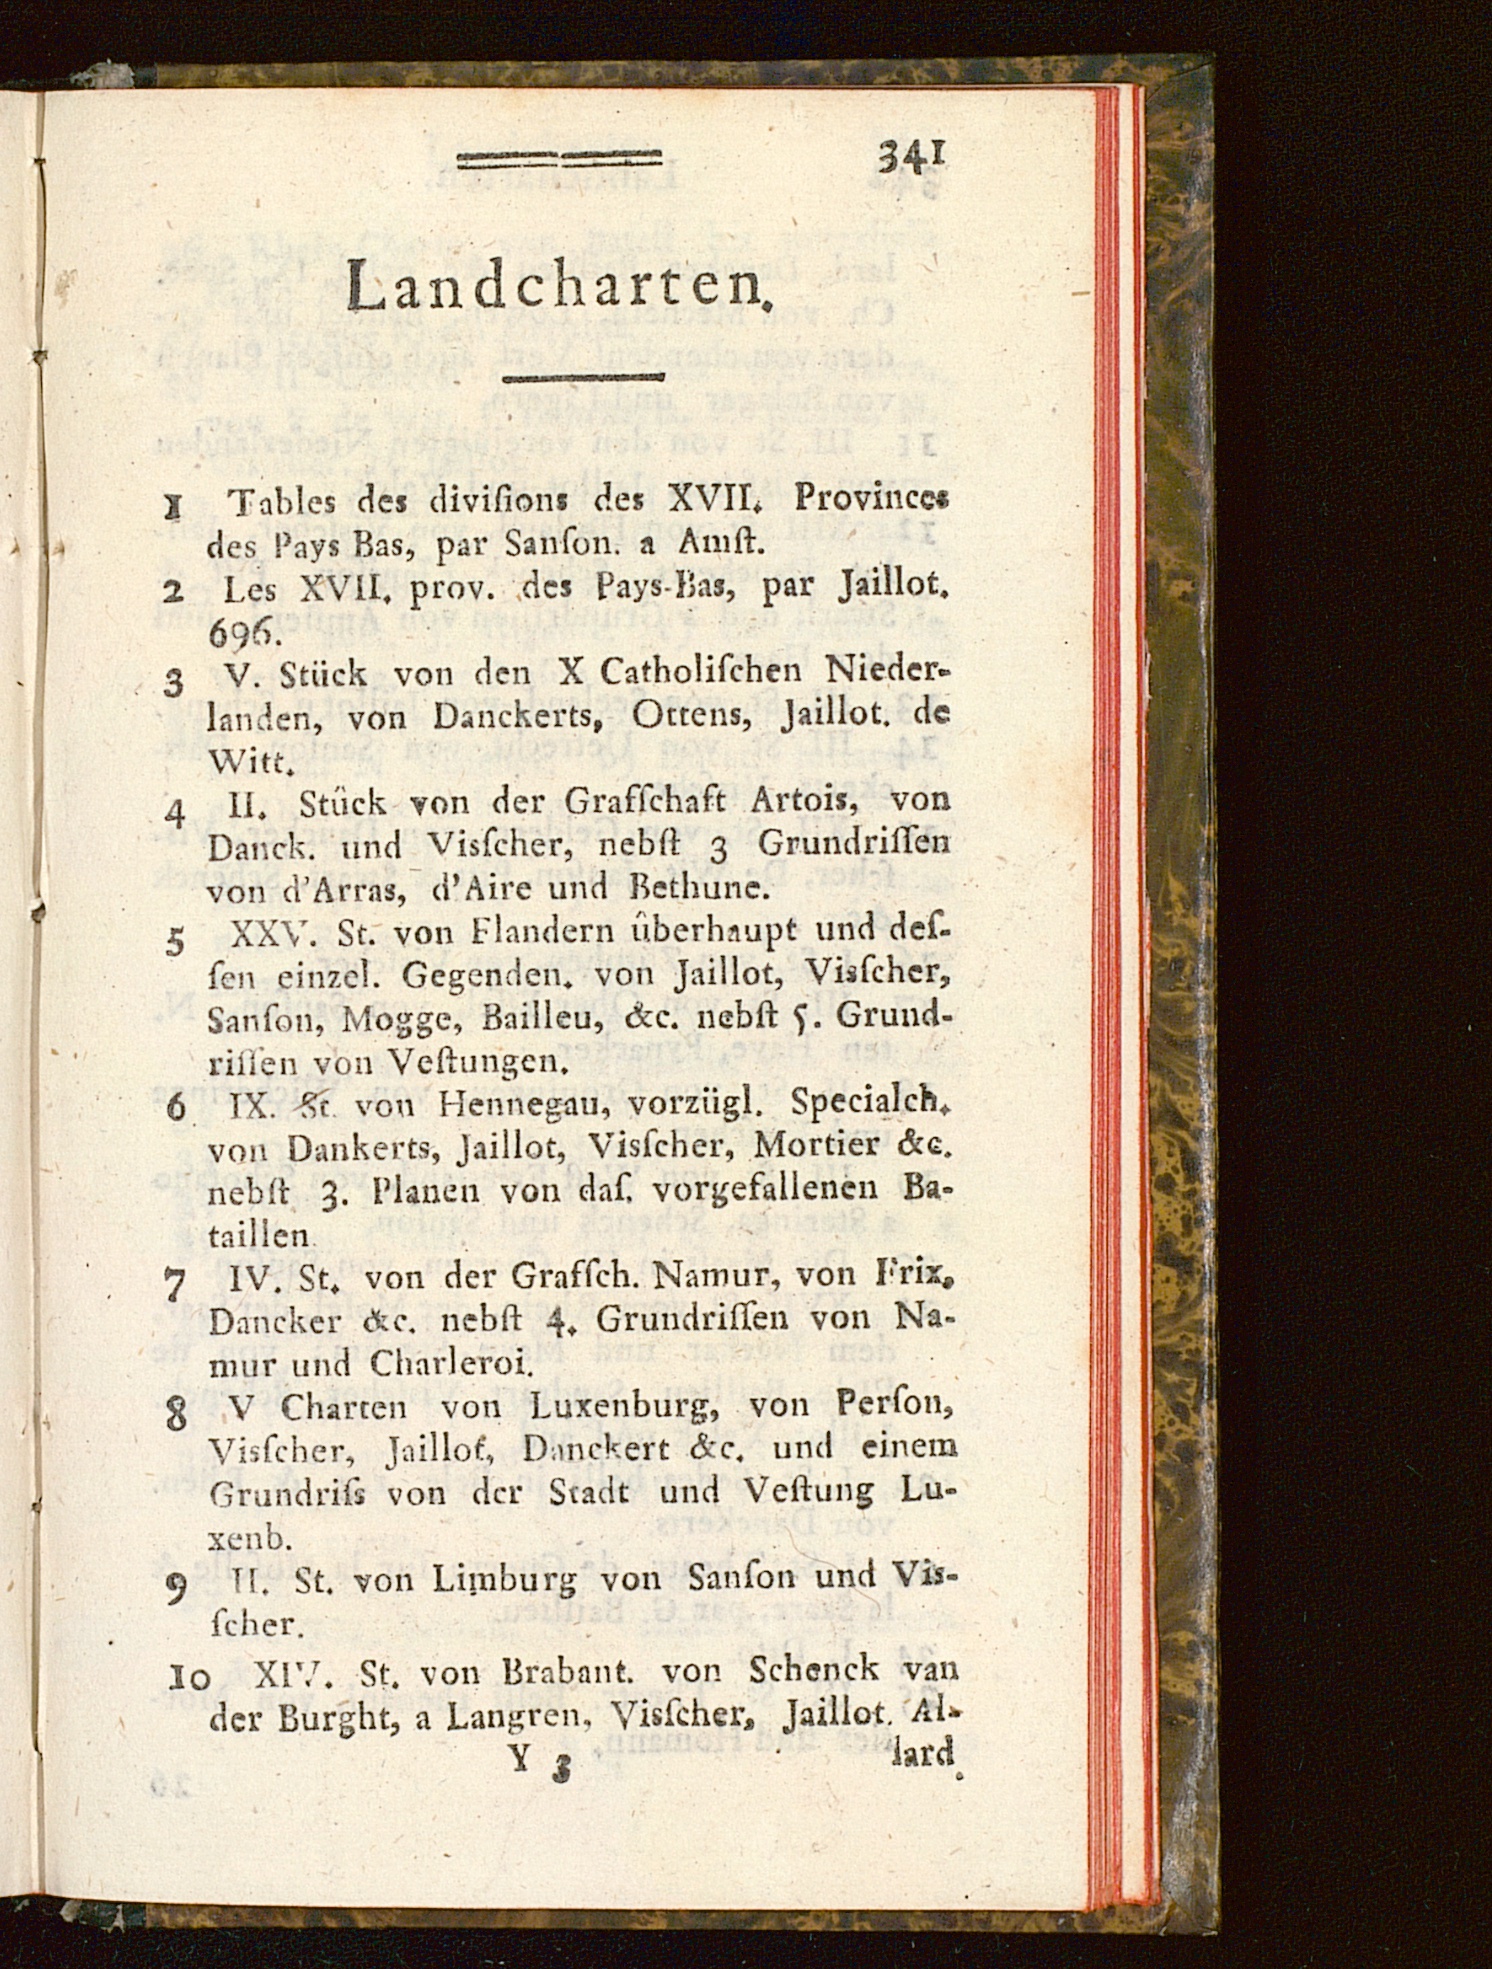 341
Landcharten.
1 Tables des diviſions des XVII. Provinces
des Pays Bas, par Sanſon. a Amſt.
2 Les XVII. prov. des Pays-Bas, par Jaillot.
696.
3 V. Stück von den X Catholiſchen Nieder-
landen, von Danckerts, Ottens, Jaillot. de
Witt.
4 II. Stûck von der Grafſchaft Artois, von
Danck. und Visſcher, nebſt 3 Grundriſſen
von d'Arras, d'Aire und Bethune.
5 XXV. St. von Flandern ûberhaupt und deſ-
ſen einzel. Gegenden. von Jaillot, Visſcher,
Sanſon, Mogge, Bailleu, &c. nebſt 5. Grund-
riſſen von Veſtungen.
6 IX. St. von Hennegau, vorzügl. Specialch.
von Dankerts, Jaillot, Visſcher, Mortier &c.
nebſt 3. Planen von daſ. vorgefallenen Ba-
taillen
7 IV. St. von der Grafſch. Namur, von Frix,
Dancker &c. nebſt 4. Grundriſſen von Na-
mur und Charleroi.
8 V Charten von Luxenburg, von Perſon,
Visſcher, Jaillot, Danckert &c. und einem
Grundriſs von der Stadt und Veſtung Lu-
xenb.
9 II. St. von Limburg von Sanſon und Vis-
ſcher.
10 XIV. St. von Brabant. von Schenck van
der Burght, a Langren, Visſcher, Jaillot. Al-
Y 3 lard.